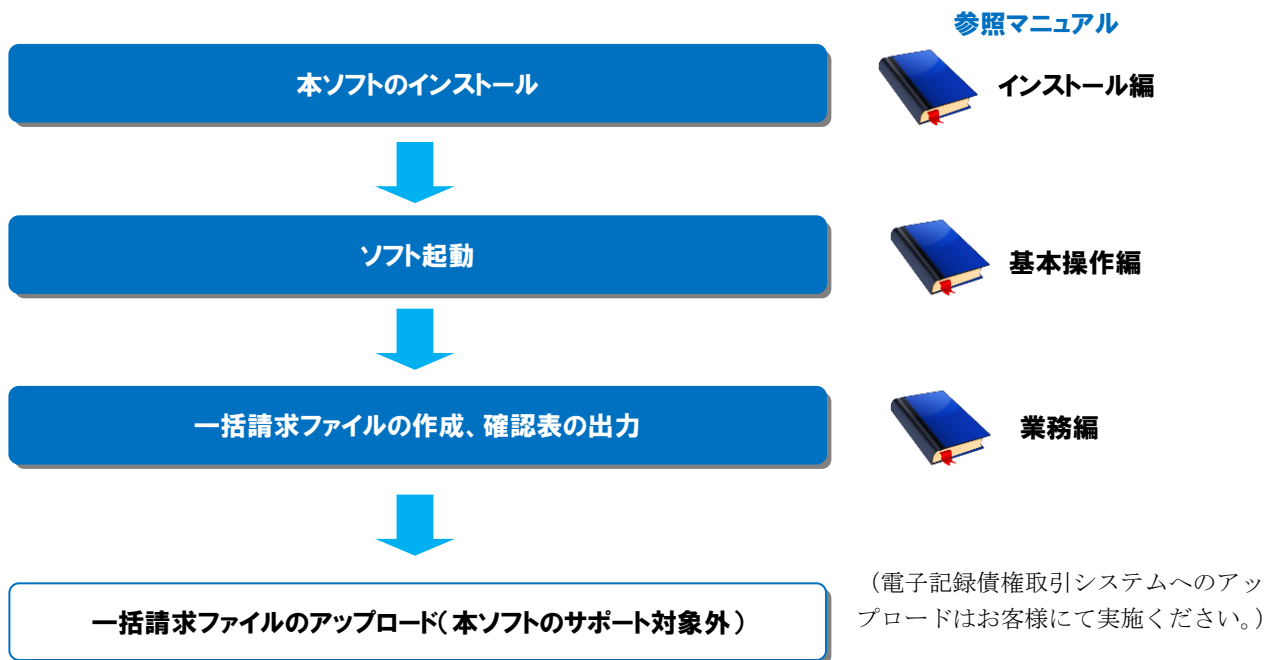 参照マニュアル
本ソフトのインストール
インストール編
ソフト起動
基本操作編
一括請求ファイルの作成、確認表の出力
業務編
一括請求ファイルのアップロード(本ソフトのサポート対象外)
(電子記録債権取引システムへのアッ
プロードはお客様にて実施ください。)